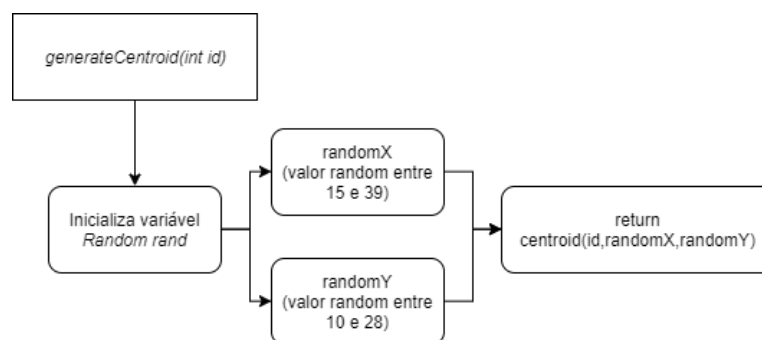 generateCentroid(int id)
Inicializa variável
Random rand
randomX
(valor random entre
15 e 39)
randomY
(valor random entre
10 e 28)
return
centroid(id,randomX,randomY)